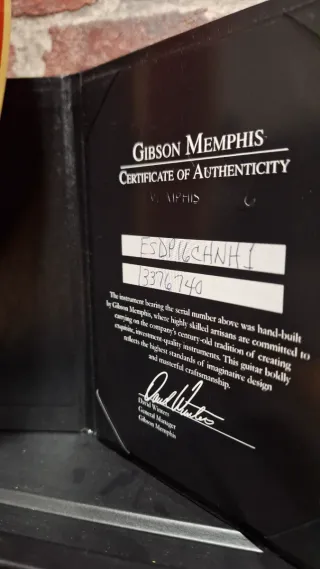 GIBSON MEMPHIS
CERTIFICATE OF AUTHENTICITY
ESDP16CHNH1
13376740
The instrument bearing the serial number above was hand-built
by Gibson Memphis, where highly skilled artisans are committed to
carrying on the company's century-old tradition of creating
exquisite, investment-quality instruments. This guitar boldly
reflects the highest standards of imaginative design
and masterful craftsmanship.
David Winters
David Winters
General Manager
Gibson Memphis